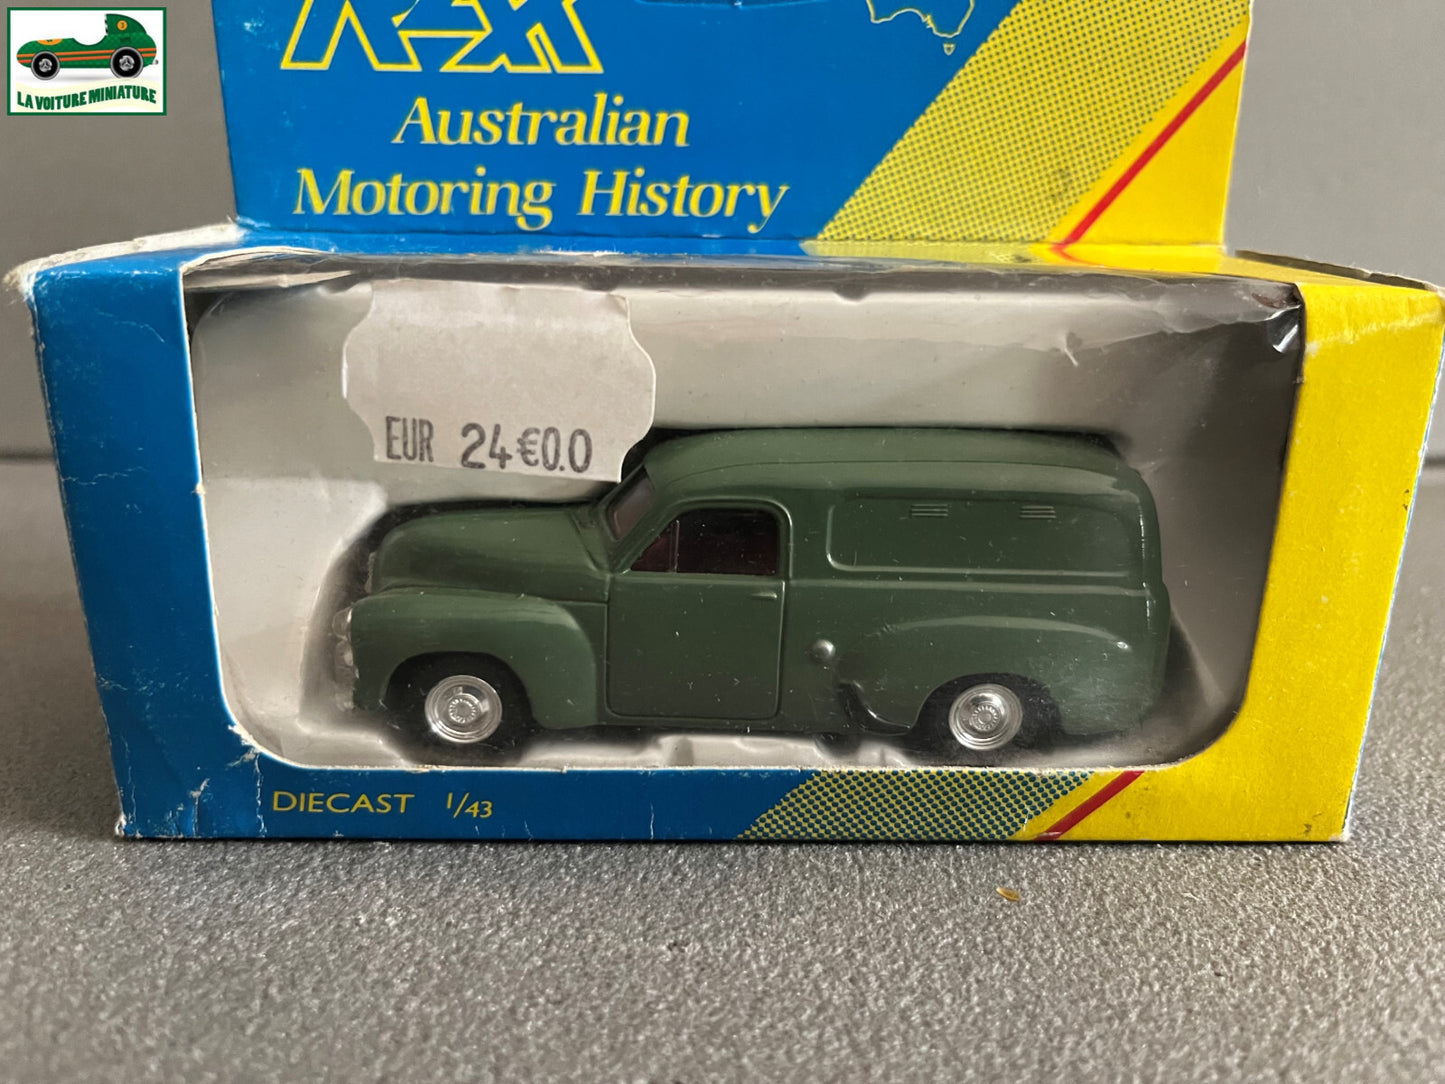 LA VOITURE MINIATURE
Australian
Motoring History
EUR 24€0.0
DIECAST 1/43